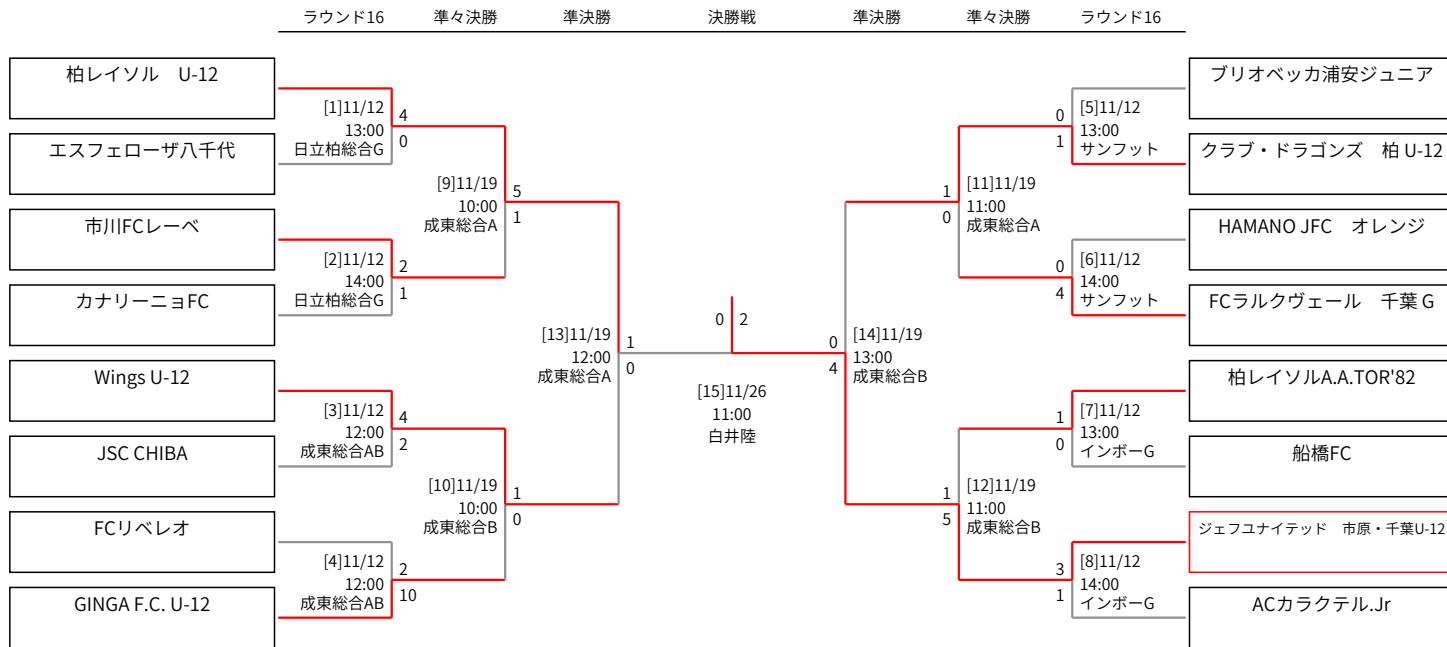 ラウンド16 準々決勝 準決勝 決勝戦 準決勝 準々決勝 ラウンド16
柏レイソル　U-12
エスフェローザ八千代
市川FCレーベ
カナリーニョFC
Wings U-12
JSC CHIBA
FCリベレオ
GINGA F.C. U-12
[1]11/12
13:00
日立柏総合G
4
0
[2]11/12
14:00
日立柏総合G
2
1
[3]11/12
12:00
成東総合AB
4
2
[4]11/12
12:00
成東総合AB
2
10
[9]11/19
10:00
成東総合A
5
1
[10]11/19
10:00
成東総合B
1
0
[13]11/19
12:00
成東総合A
1
0
0 2
[15]11/26
11:00
白井陸
0
4
[14]11/19
13:00
成東総合B
1
0
[11]11/19
11:00
成東総合A
1
5
[12]11/19
11:00
成東総合B
0
1
[5]11/12
13:00
サンフット
0
4
[6]11/12
14:00
サンフット
1
0
[7]11/12
13:00
インボーG
3
1
[8]11/12
14:00
インボーG
ブリオベッカ浦安ジュニア
クラブ・ドラゴンズ　柏 U-12
HAMANO JFC　オレンジ
FCラルクヴェール　千葉 G
柏レイソルA.A.TOR'82
船橋FC
ジェフユナイテッド　市原・千葉U-12
ACカラクテル.Jr